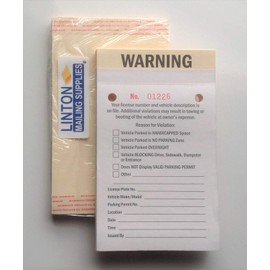 LINTON
MAILING SUPPLIES
WARNING
No. 01226
Your license number and vehicle description is
on file. Additional violations may result in towing or
booting of the vehicle at owner's expense.
Reason for Violation:
Vehicle Parked in HANDICAPPED Space
Vehicle Parked in NO PARKING Zone
Vehicle Parked OVERNIGHT
Vehicle BLOCKING Drive, Sidewalk, Dumpster
or Entrance
Does NOT Display VALID PARKING PERMIT
Other
License Plate No.
Vehicle Make / Model
Parking Permit No.
Location
Date
Time
Issued By